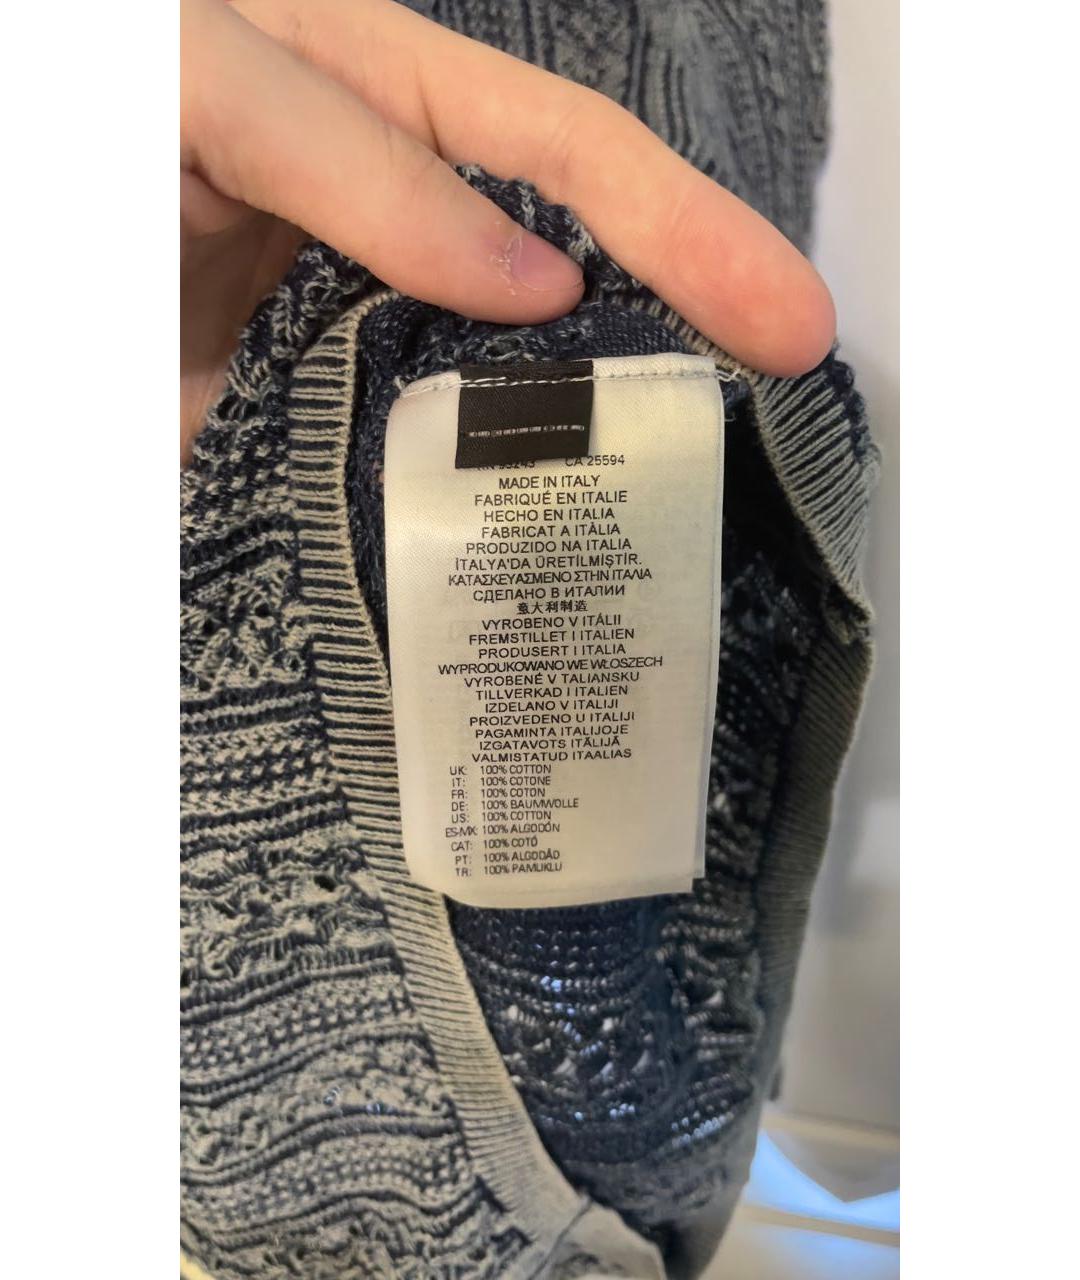 CA 25594
MADE IN ITALY
FABRIQUÉ EN ITALIE
HECHO EN ITALIA
FABRICAT A ITÀLIA
PRODUZIDO NA ITALIA
İTALYA'DA ÜRETİLMİŞTİR.
ΚΑΤΑΣΚΕΥΑΣΜΕΝΟ ΣΤΗΝ ΙΤΑΛΙΑ
СДЕЛАНО В ИТАЛИИ
意大利制造
VYROBENO V ITÁLII
FREMSTILLET I ITALIEN
PRODUSERT I ITALIA
WYPRODUKOWANO WE WŁOSZECH
VYROBENÉ V TALIANSKU
TILLVERKAD I ITALIEN
IZDELANO V ITALIJI
PROIZVEDENO U ITALIJI
PAGAMINTA ITALIJOJE
IZGATAVOTS ITĀLIJĀ
VALMISTATUD ITAALIAS
UK: 100% COTTON
IT: 100% COTONE
FR: 100% COTON
DE: 100% BAUMWOLLE
US: 100% COTTON
ES-MX: 100% ALGODÓN
CAT: 100% COTÓ
PT: 100% ALGODÃO
TR: 100% PAMUKLU